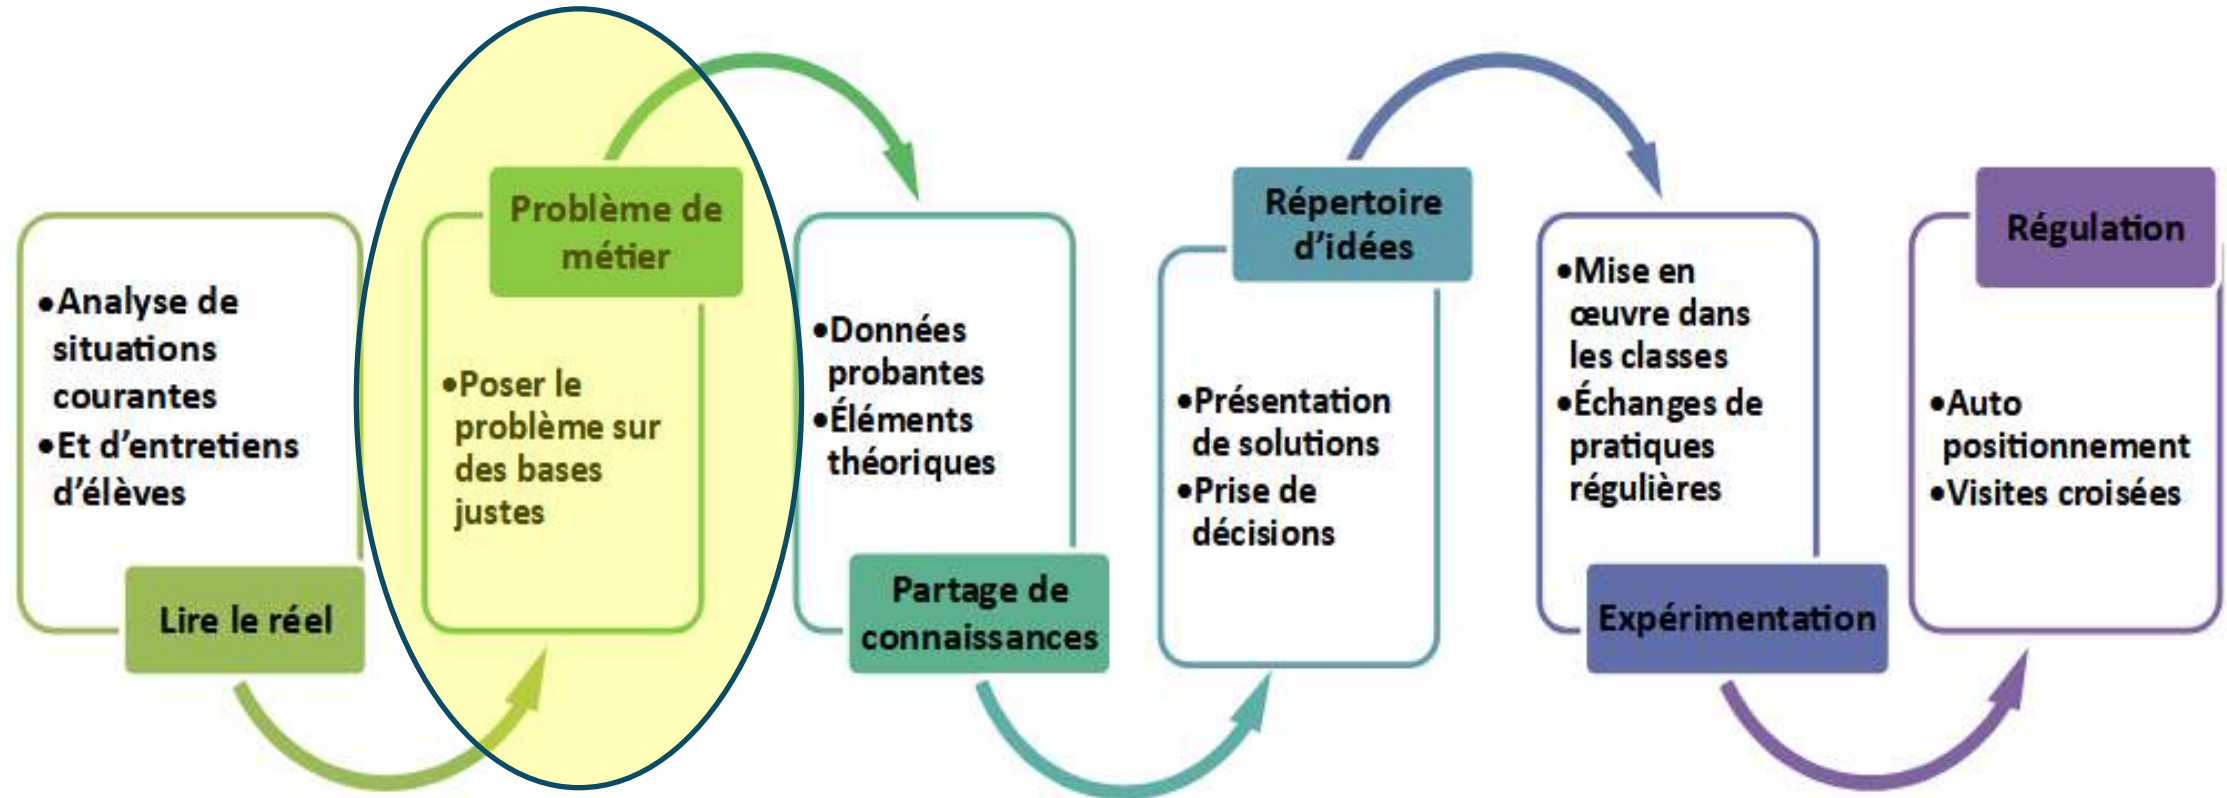 •Analyse de
situations
courantes
•Et d’entretiens
d’élèves
Lire le réel
Problème de
métier
•Poser le
problème sur
des bases
justes
•Données
probantes
•Éléments
théoriques
Partage de
connaissances
Répertoire
d’idées
•Présentation
de solutions
•Prise de
décisions
•Mise en
œuvre dans
les classes
•Échanges de
pratiques
régulières
Expérimentation
Régulation
•Auto
positionnement
•Visites croisées